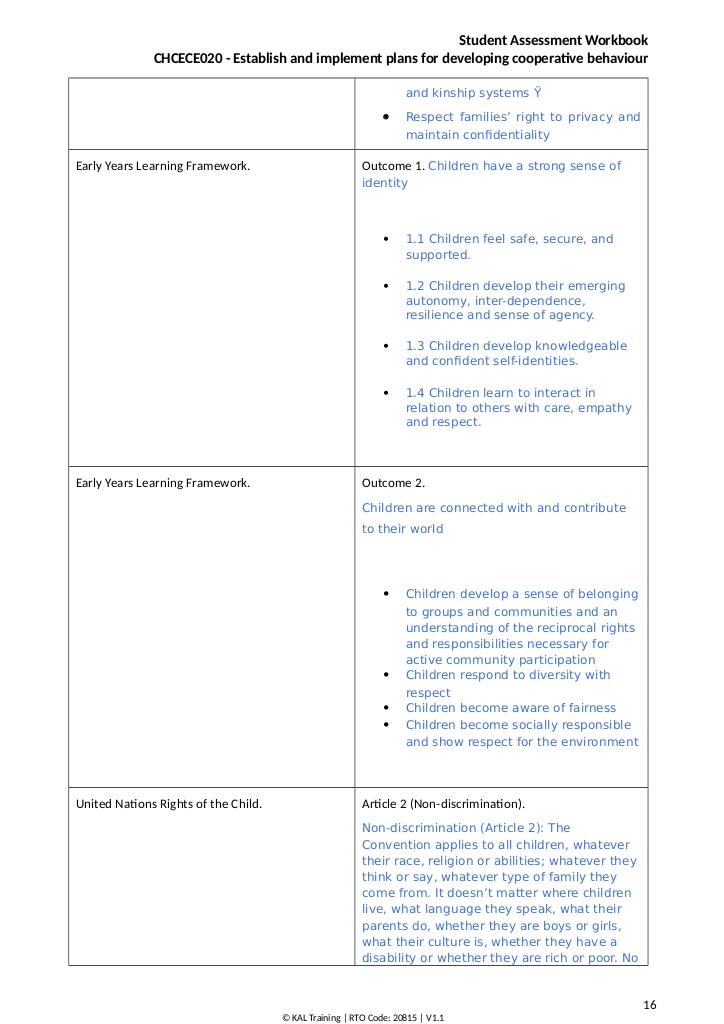 Student Assessment Workbook
CHCECE020 - Establish and implement plans for developing cooperative behaviour
and kinship systems Ÿ
• Respect families’ right to privacy and
maintain confidentiality
Early Years Learning Framework.
Outcome 1. Children have a strong sense of
identity
• 1.1 Children feel safe, secure, and
supported.
• 1.2 Children develop their emerging
autonomy, inter-dependence,
resilience and sense of agency.
• 1.3 Children develop knowledgeable
and confident self-identities.
• 1.4 Children learn to interact in
relation to others with care, empathy
and respect.
Early Years Learning Framework.
Outcome 2.
Children are connected with and contribute
to their world
• Children develop a sense of belonging
to groups and communities and an
understanding of the reciprocal rights
and responsibilities necessary for
active community participation
• Children respond to diversity with
respect
• Children become aware of fairness
• Children become socially responsible
and show respect for the environment
United Nations Rights of the Child.
Article 2 (Non-discrimination).
Non-discrimination (Article 2): The
Convention applies to all children, whatever
their race, religion or abilities; whatever they
think or say, whatever type of family they
come from. It doesn’t matter where children
live, what language they speak, what their
parents do, whether they are boys or girls,
what their culture is, whether they have a
disability or whether they are rich or poor. No
16
© KAL Training | RTO Code: 20815 | V1.1